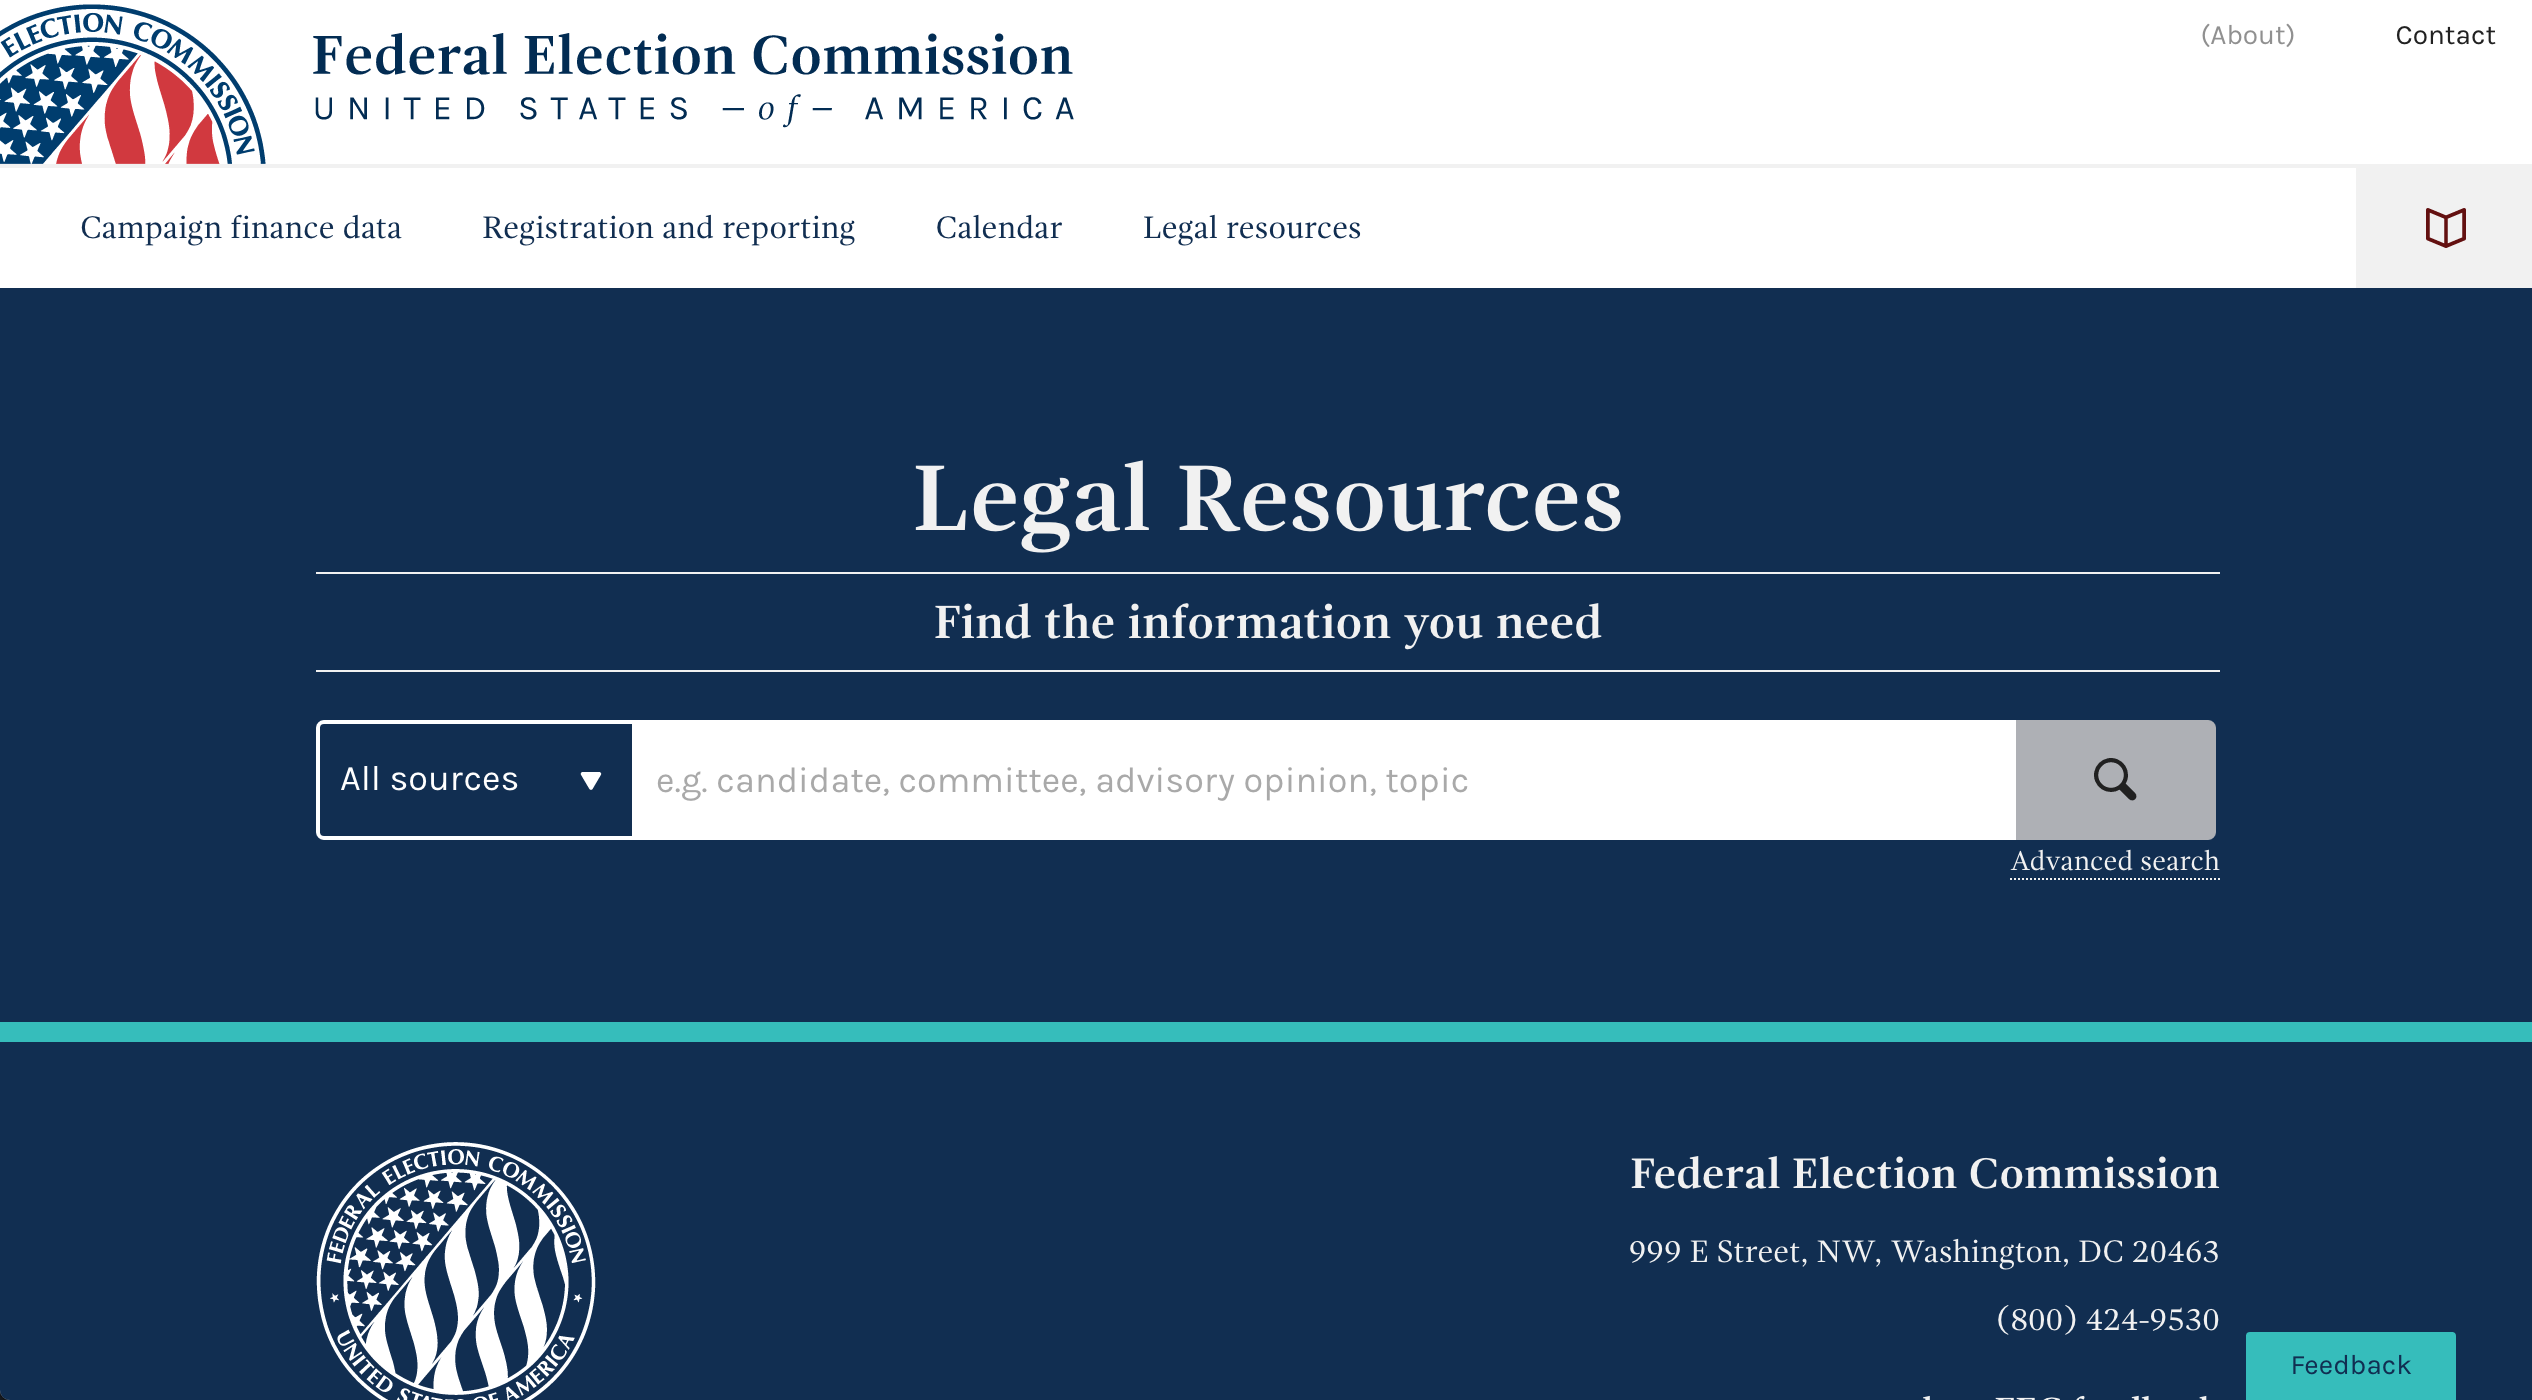 ELECTION COMMISSION
Federal Election Commission
UNITED STATES – of – AMERICA
(About)
Contact
Campaign finance data
Registration and reporting
Calendar
Legal resources
Legal Resources
Find the information you need
All sources
e.g. candidate, committee, advisory opinion, topic
Advanced search
FEDERAL ELECTION COMMISSION
UNITED STATES OF AMERICA
Federal Election Commission
999 E Street, NW, Washington, DC 20463
(800) 424-9530
Feedback